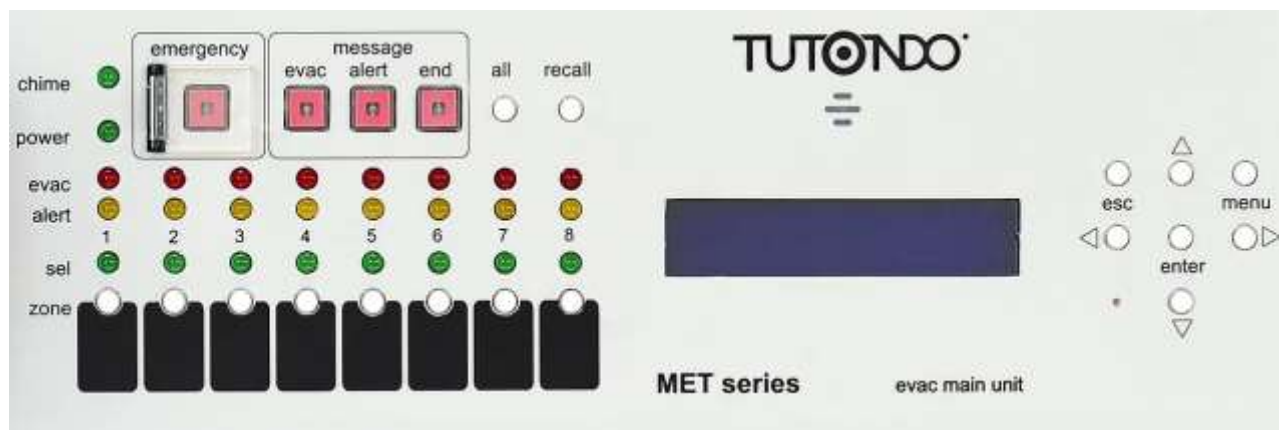 TUTONDO
emergency
message
evac alert end
all recall
chime
power
evac
alert
1 2 3 4 5 6 7 8
sel
zone
esc
menu
enter
MET series
evac main unit